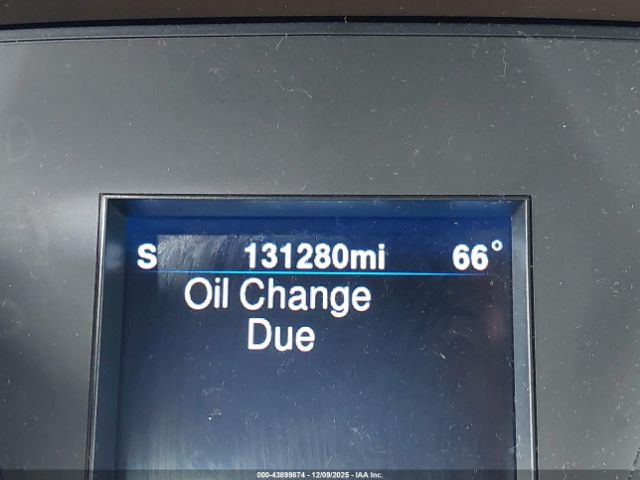 S 131280mi 66°
Oil Change
Due
000-43899874 - 12/09/2025 - IAA Inc.